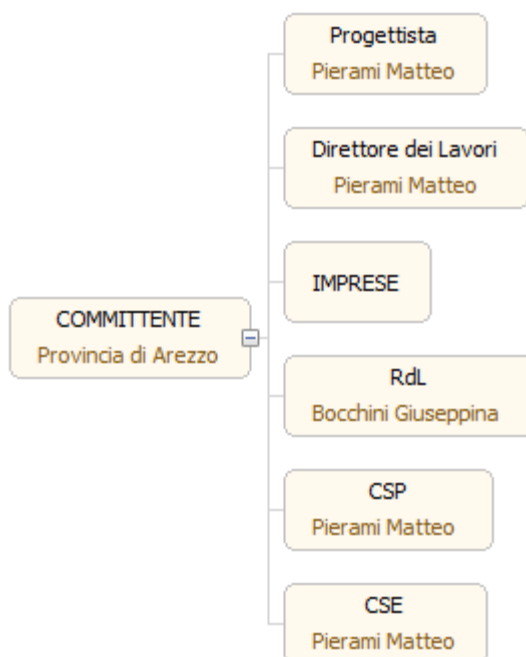 Progettista
Pierami Matteo
Direttore dei Lavori
Pierami Matteo
IMPRESE
COMMITTENTE
Provincia di Arezzo
RdL
Bocchini Giuseppina
CSP
Pierami Matteo
CSE
Pierami Matteo